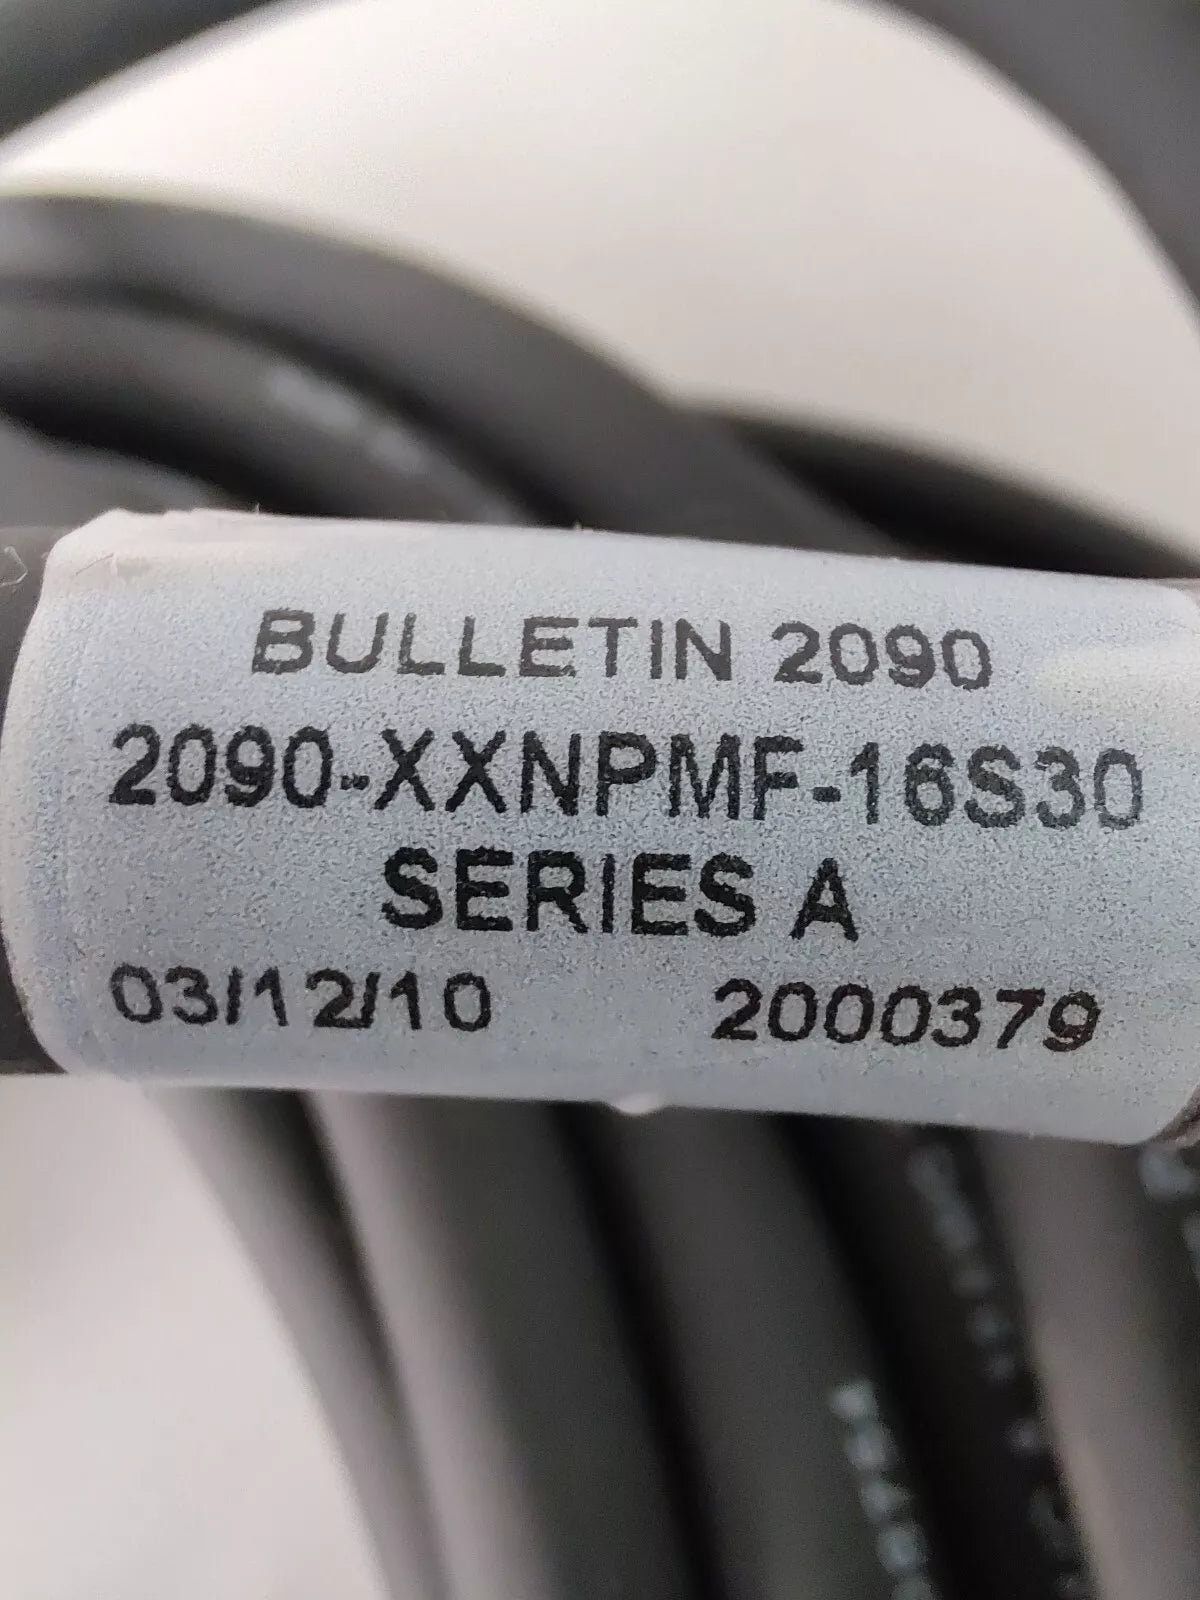 BULLETIN 2090
2090-XXNPMF-16S30
SERIES A
03/12/10 2000379